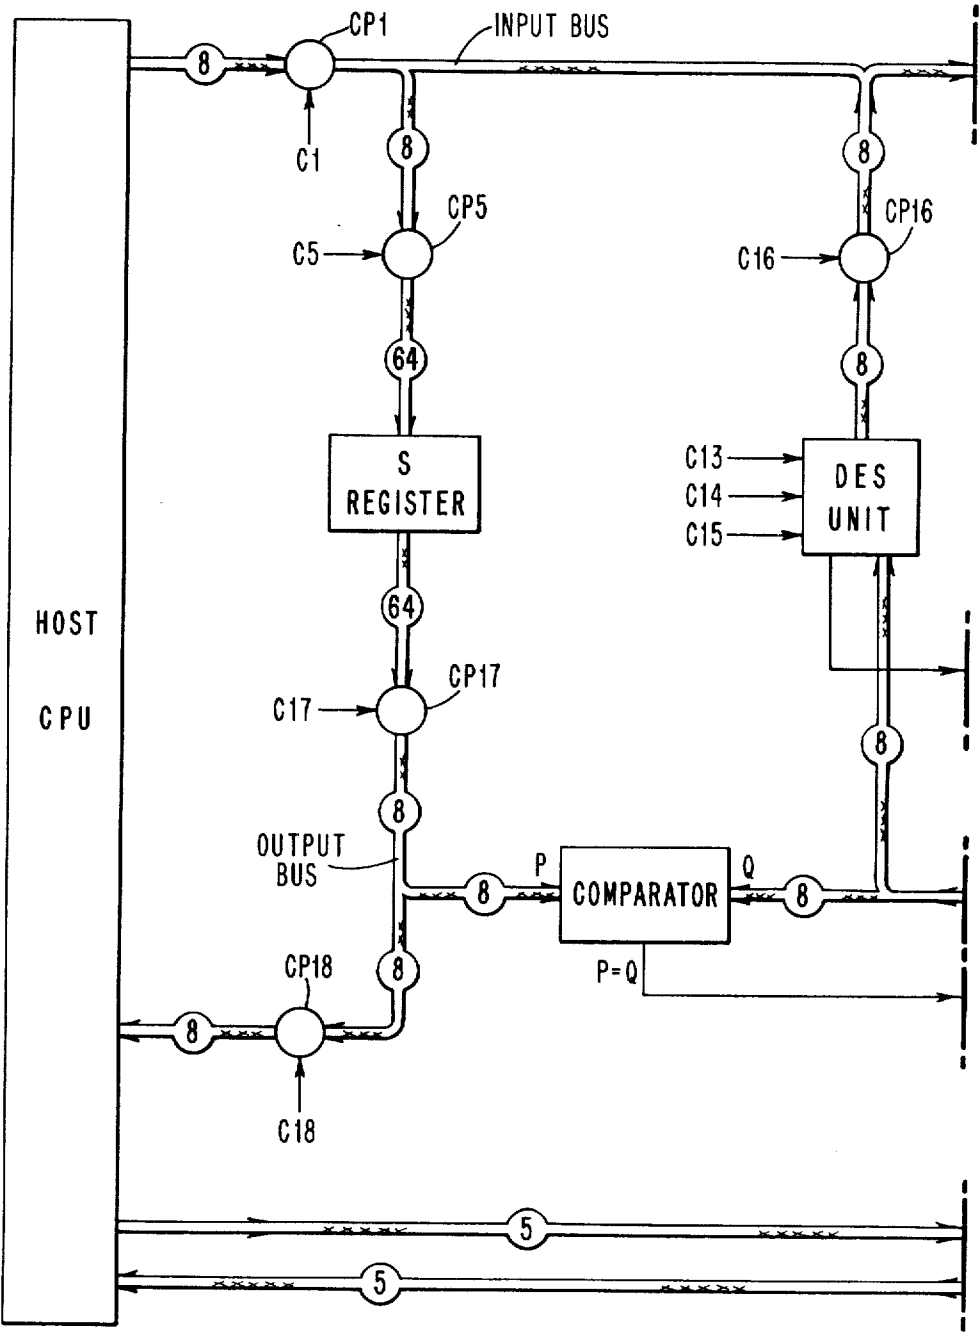 CP1
INPUT BUS
8
C1
8
8
CP5
CP16
C5
C16
64
8
S
REGISTER
C13
C14
C15
DES
UNIT
64
HOST
CPU
CP17
C17
8
8
OUTPUT
BUS
P
Q
8
COMPARATOR
8
CP18
8
P=Q
8
C18
5
5